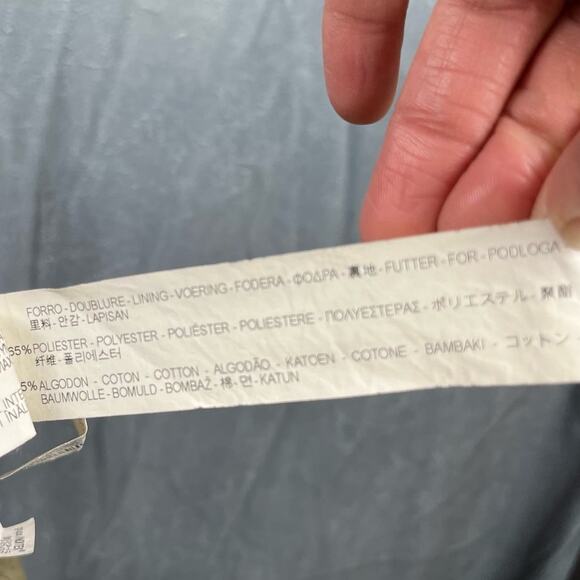 FORRO - DOUBLURE - LINING - VOERING - FODERA - ΦΟΔΡΑ - 裏地 - FUTTER - FOR - PODLOGA
里料 - 안감 - LAPISAN
65% POLIESTER - POLYESTER - POLIÉSTER - POLIESTERE - ΠΟΛΥΕΣΤΕΡΑΣ - ポリエステル - 聚酯
纤维 - 폴리에스터
5% ALGODON - COTON - COTTON - ALGODÃO - KATOEN - COTONE - BAMBAKI - コットン -
BAUMWOLLE - BOMULD - BOMBAŽ - 棉 - 면 - KATUN